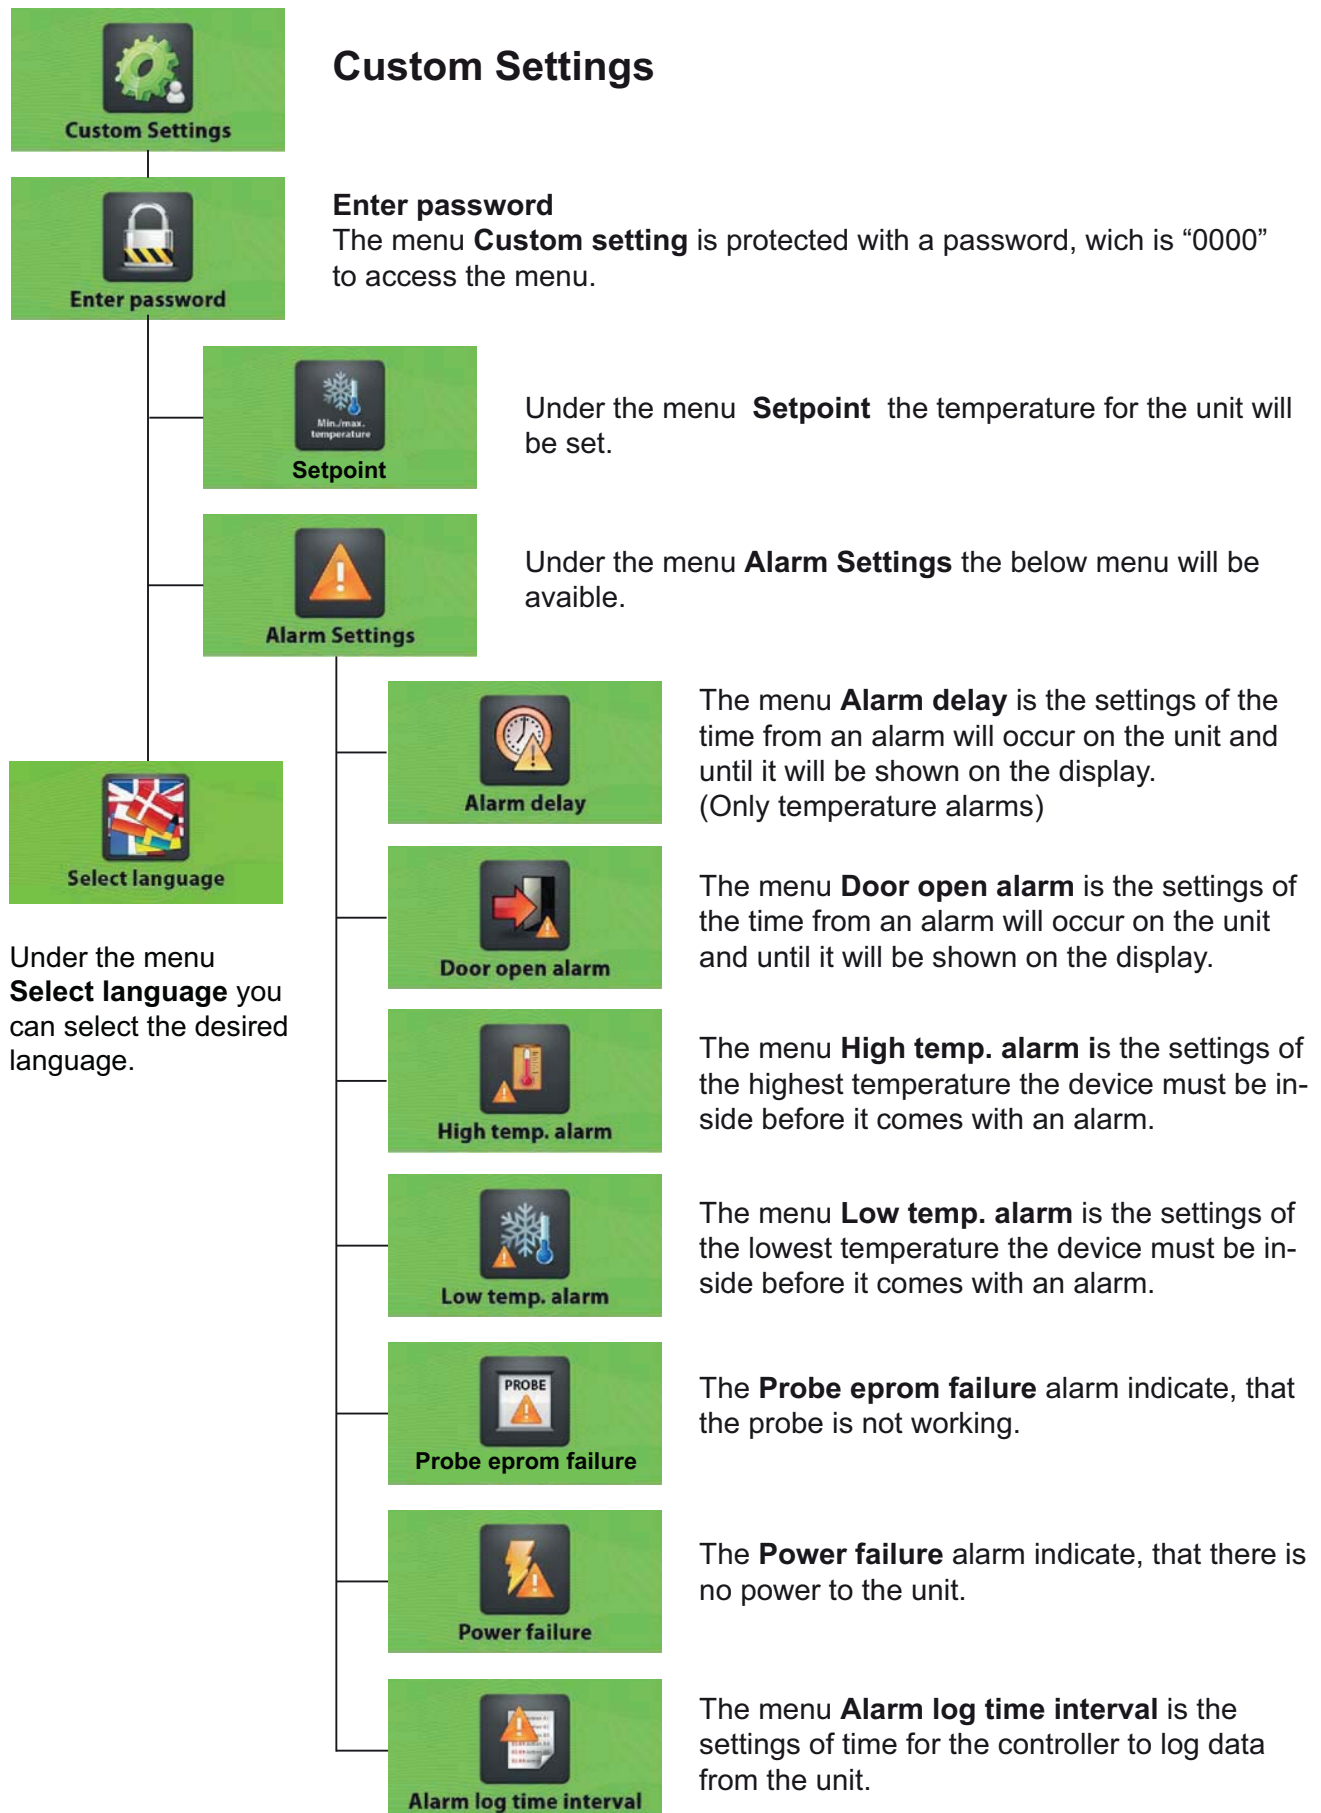 Custom Settings
Custom Settings
Enter password
Enter password
The menu Custom setting is protected with a password, wich is “0000”
to access the menu.
Min./max.
temperature
Setpoint
Under the menu Setpoint the temperature for the unit will
be set.
Alarm Settings
Under the menu Alarm Settings the below menu will be
avaible.
Alarm delay
The menu Alarm delay is the settings of the
time from an alarm will occur on the unit and
until it will be shown on the display.
(Only temperature alarms)
Select language
Under the menu
Select language you
can select the desired
language.
Door open alarm
The menu Door open alarm is the settings of
the time from an alarm will occur on the unit
and until it will be shown on the display.
High temp. alarm
The menu High temp. alarm is the settings of
the highest temperature the device must be in-
side before it comes with an alarm.
Low temp. alarm
The menu Low temp. alarm is the settings of
the lowest temperature the device must be in-
side before it comes with an alarm.
PROBE
Probe eprom failure
The Probe eprom failure alarm indicate, that
the probe is not working.
Power failure
The Power failure alarm indicate, that there is
no power to the unit.
Alarm log time interval
The menu Alarm log time interval is the
settings of time for the controller to log data
from the unit.